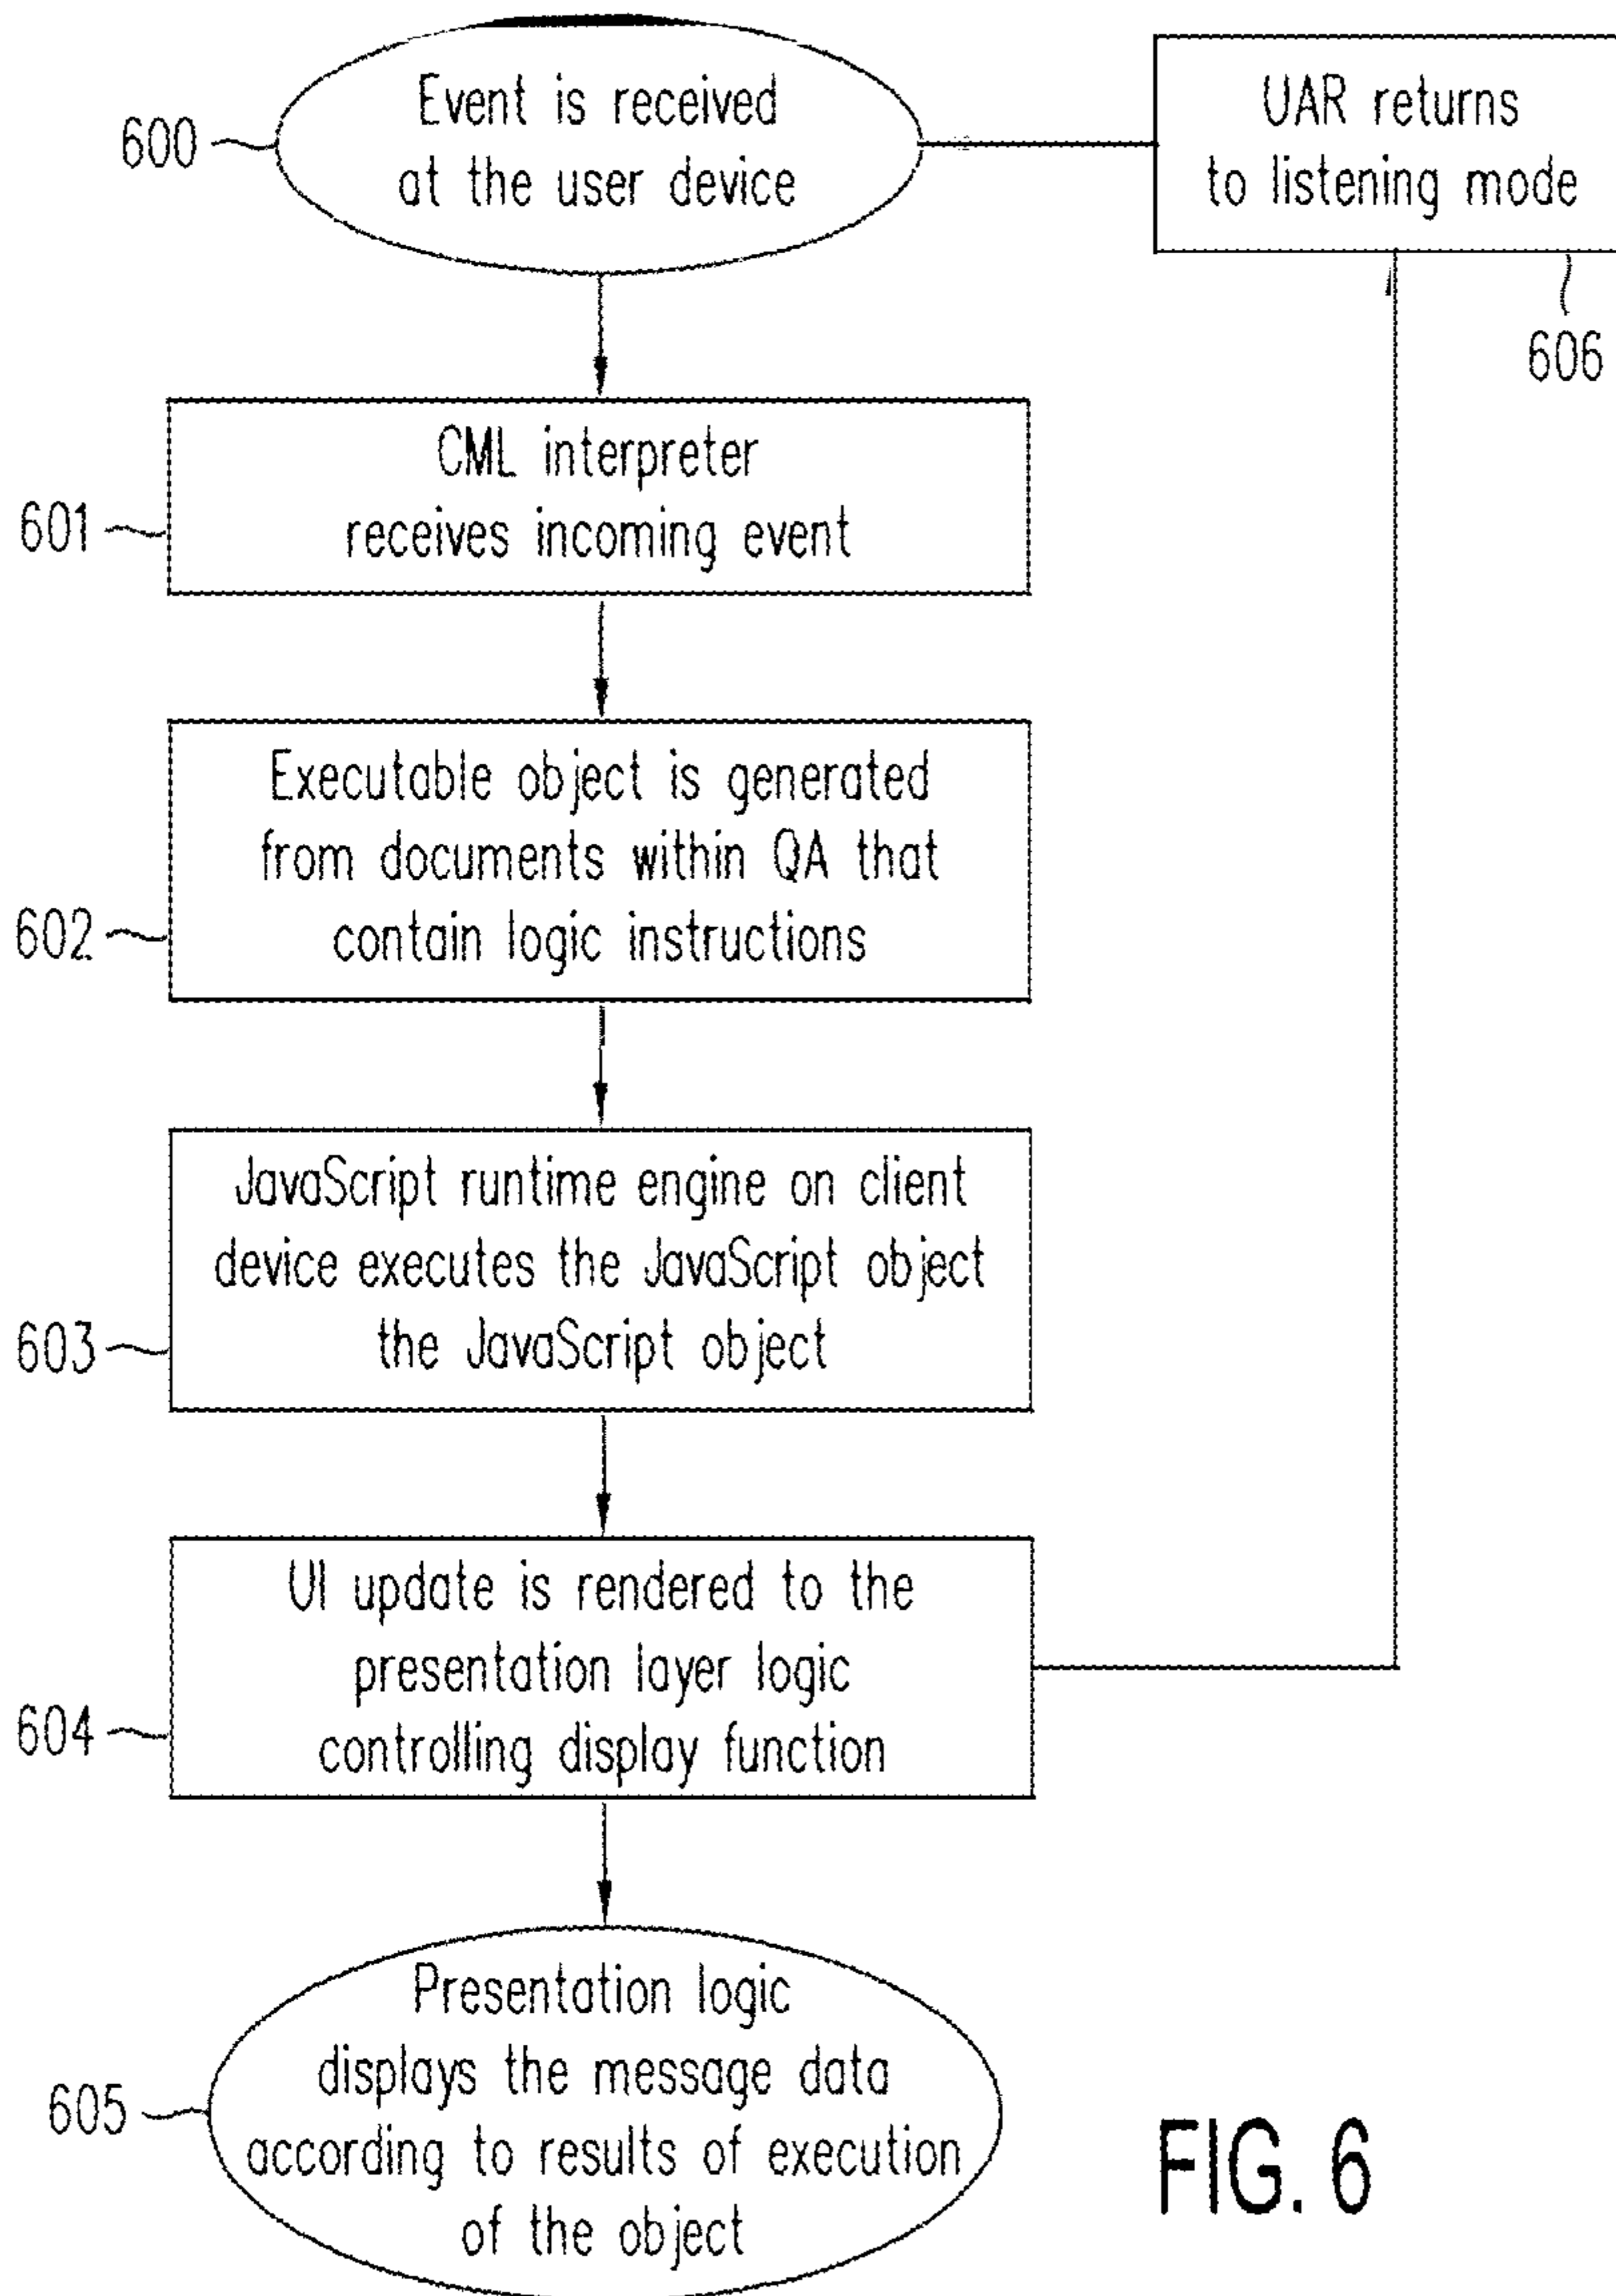 Event is received
at the user device
600
UAR returns
to listening mode
606
CML interpreter
receives incoming event
601
Executable object is generated
from documents within QA that
contain logic instructions
602
JavaScript runtime engine on client
device executes the JavaScript object
the JavaScript object
603
UI update is rendered to the
presentation layer logic
controlling display function
604
Presentation logic
displays the message data
according to results of execution
of the object
605
FIG. 6